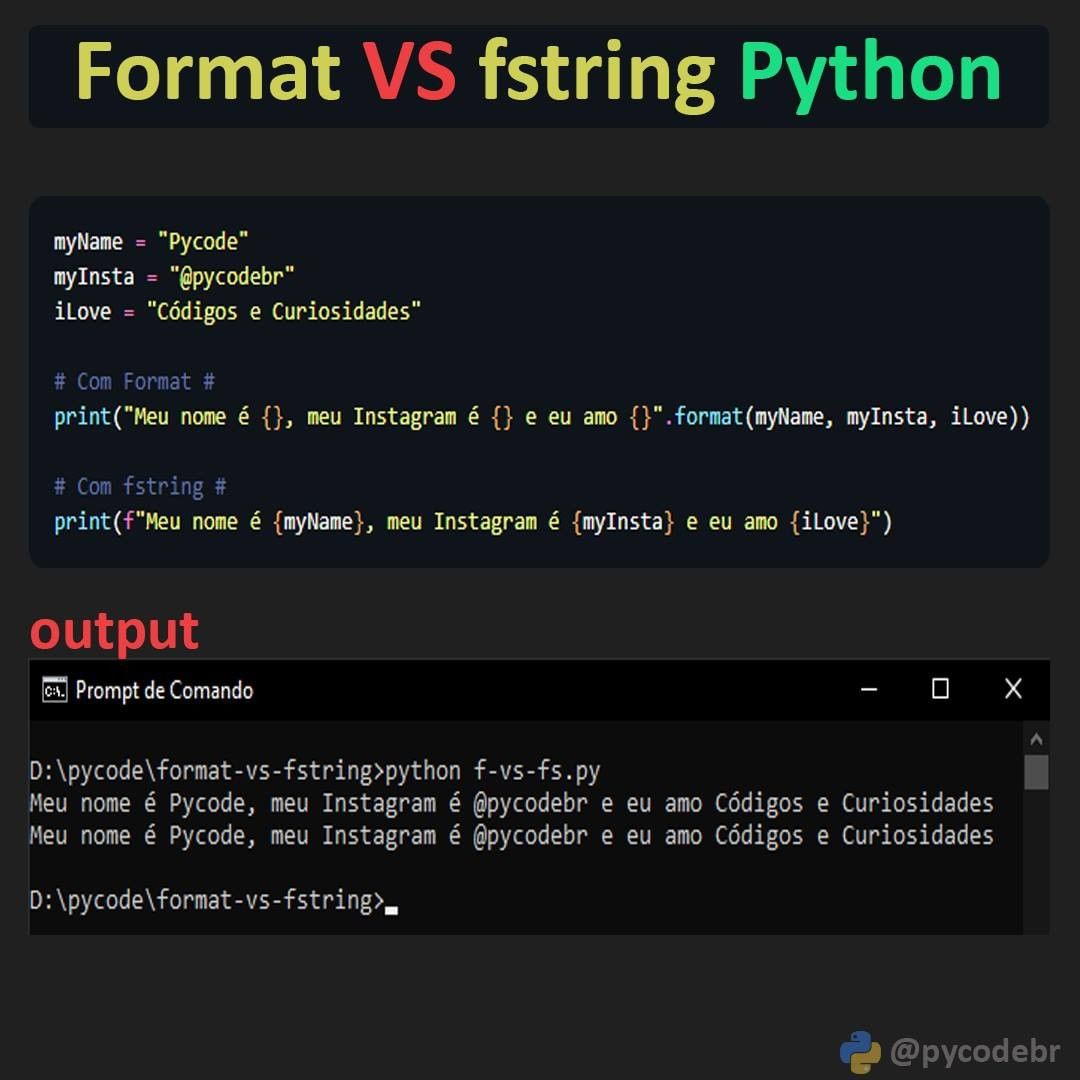 Format VS fstring Python
myName = "Pycode"
myInsta = "@pycodebr"
iLove = "Códigos e Curiosidades"
# Com Format #
print("Meu nome é {}, meu Instagram é {} e eu amo {}".format(myName, myInsta, iLove))
# Com fstring #
print(f"Meu nome é {myName}, meu Instagram é {myInsta} e eu amo {iLove}")
output
C:\. Prompt de Comando
D:\pycode\format-vs-fstring>python f-vs-fs.py
Meu nome é Pycode, meu Instagram é @pycodebr e eu amo Códigos e Curiosidades
Meu nome é Pycode, meu Instagram é @pycodebr e eu amo Códigos e Curiosidades
D:\pycode\format-vs-fstring>
@pycodebr